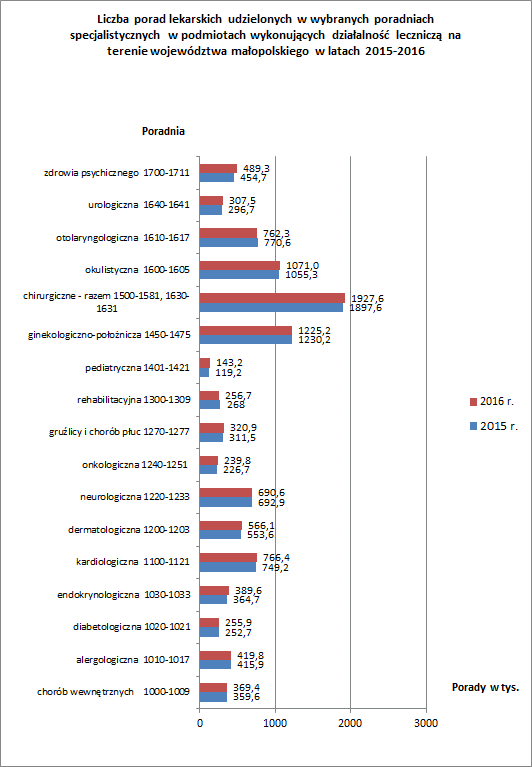 Liczba porad lekarskich udzielonych w wybranych poradniach
specjalistycznych w podmiotach wykonujących działalność leczniczą na
terenie województwa małopolskiego w latach 2015-2016
Poradnia
zdrowia psychicznego 1700-1711
489,3
454,7
urologiczna 1640-1641
307,5
296,7
otolaryngologiczna 1610-1617
762,3
770,6
okulistyczna 1600-1605
1071,0
1055,3
chirurgiczne - razem 1500-1581, 1630-
1631
1927,6
1897,6
ginekologiczno-położnicza 1450-1475
1225,2
1230,2
pediatryczna 1401-1421
143,2
119,2
rehabilitacyjna 1300-1309
256,7
268
gruźlicy i chorób płuc 1270-1277
320,9
311,5
onkologiczna 1240-1251
239,8
226,7
neurologiczna 1220-1233
690,6
692,9
dermatologiczna 1200-1203
566,1
553,6
kardiologiczna 1100-1121
766,4
749,2
endokrynologiczna 1030-1033
389,6
364,7
diabetologiczna 1020-1021
255,9
252,7
alergologiczna 1010-1017
419,8
415,9
chorób wewnętrznych 1000-1009
369,4
359,6
2016 r.
2015 r.
Porady w tys.
0
1000
2000
3000